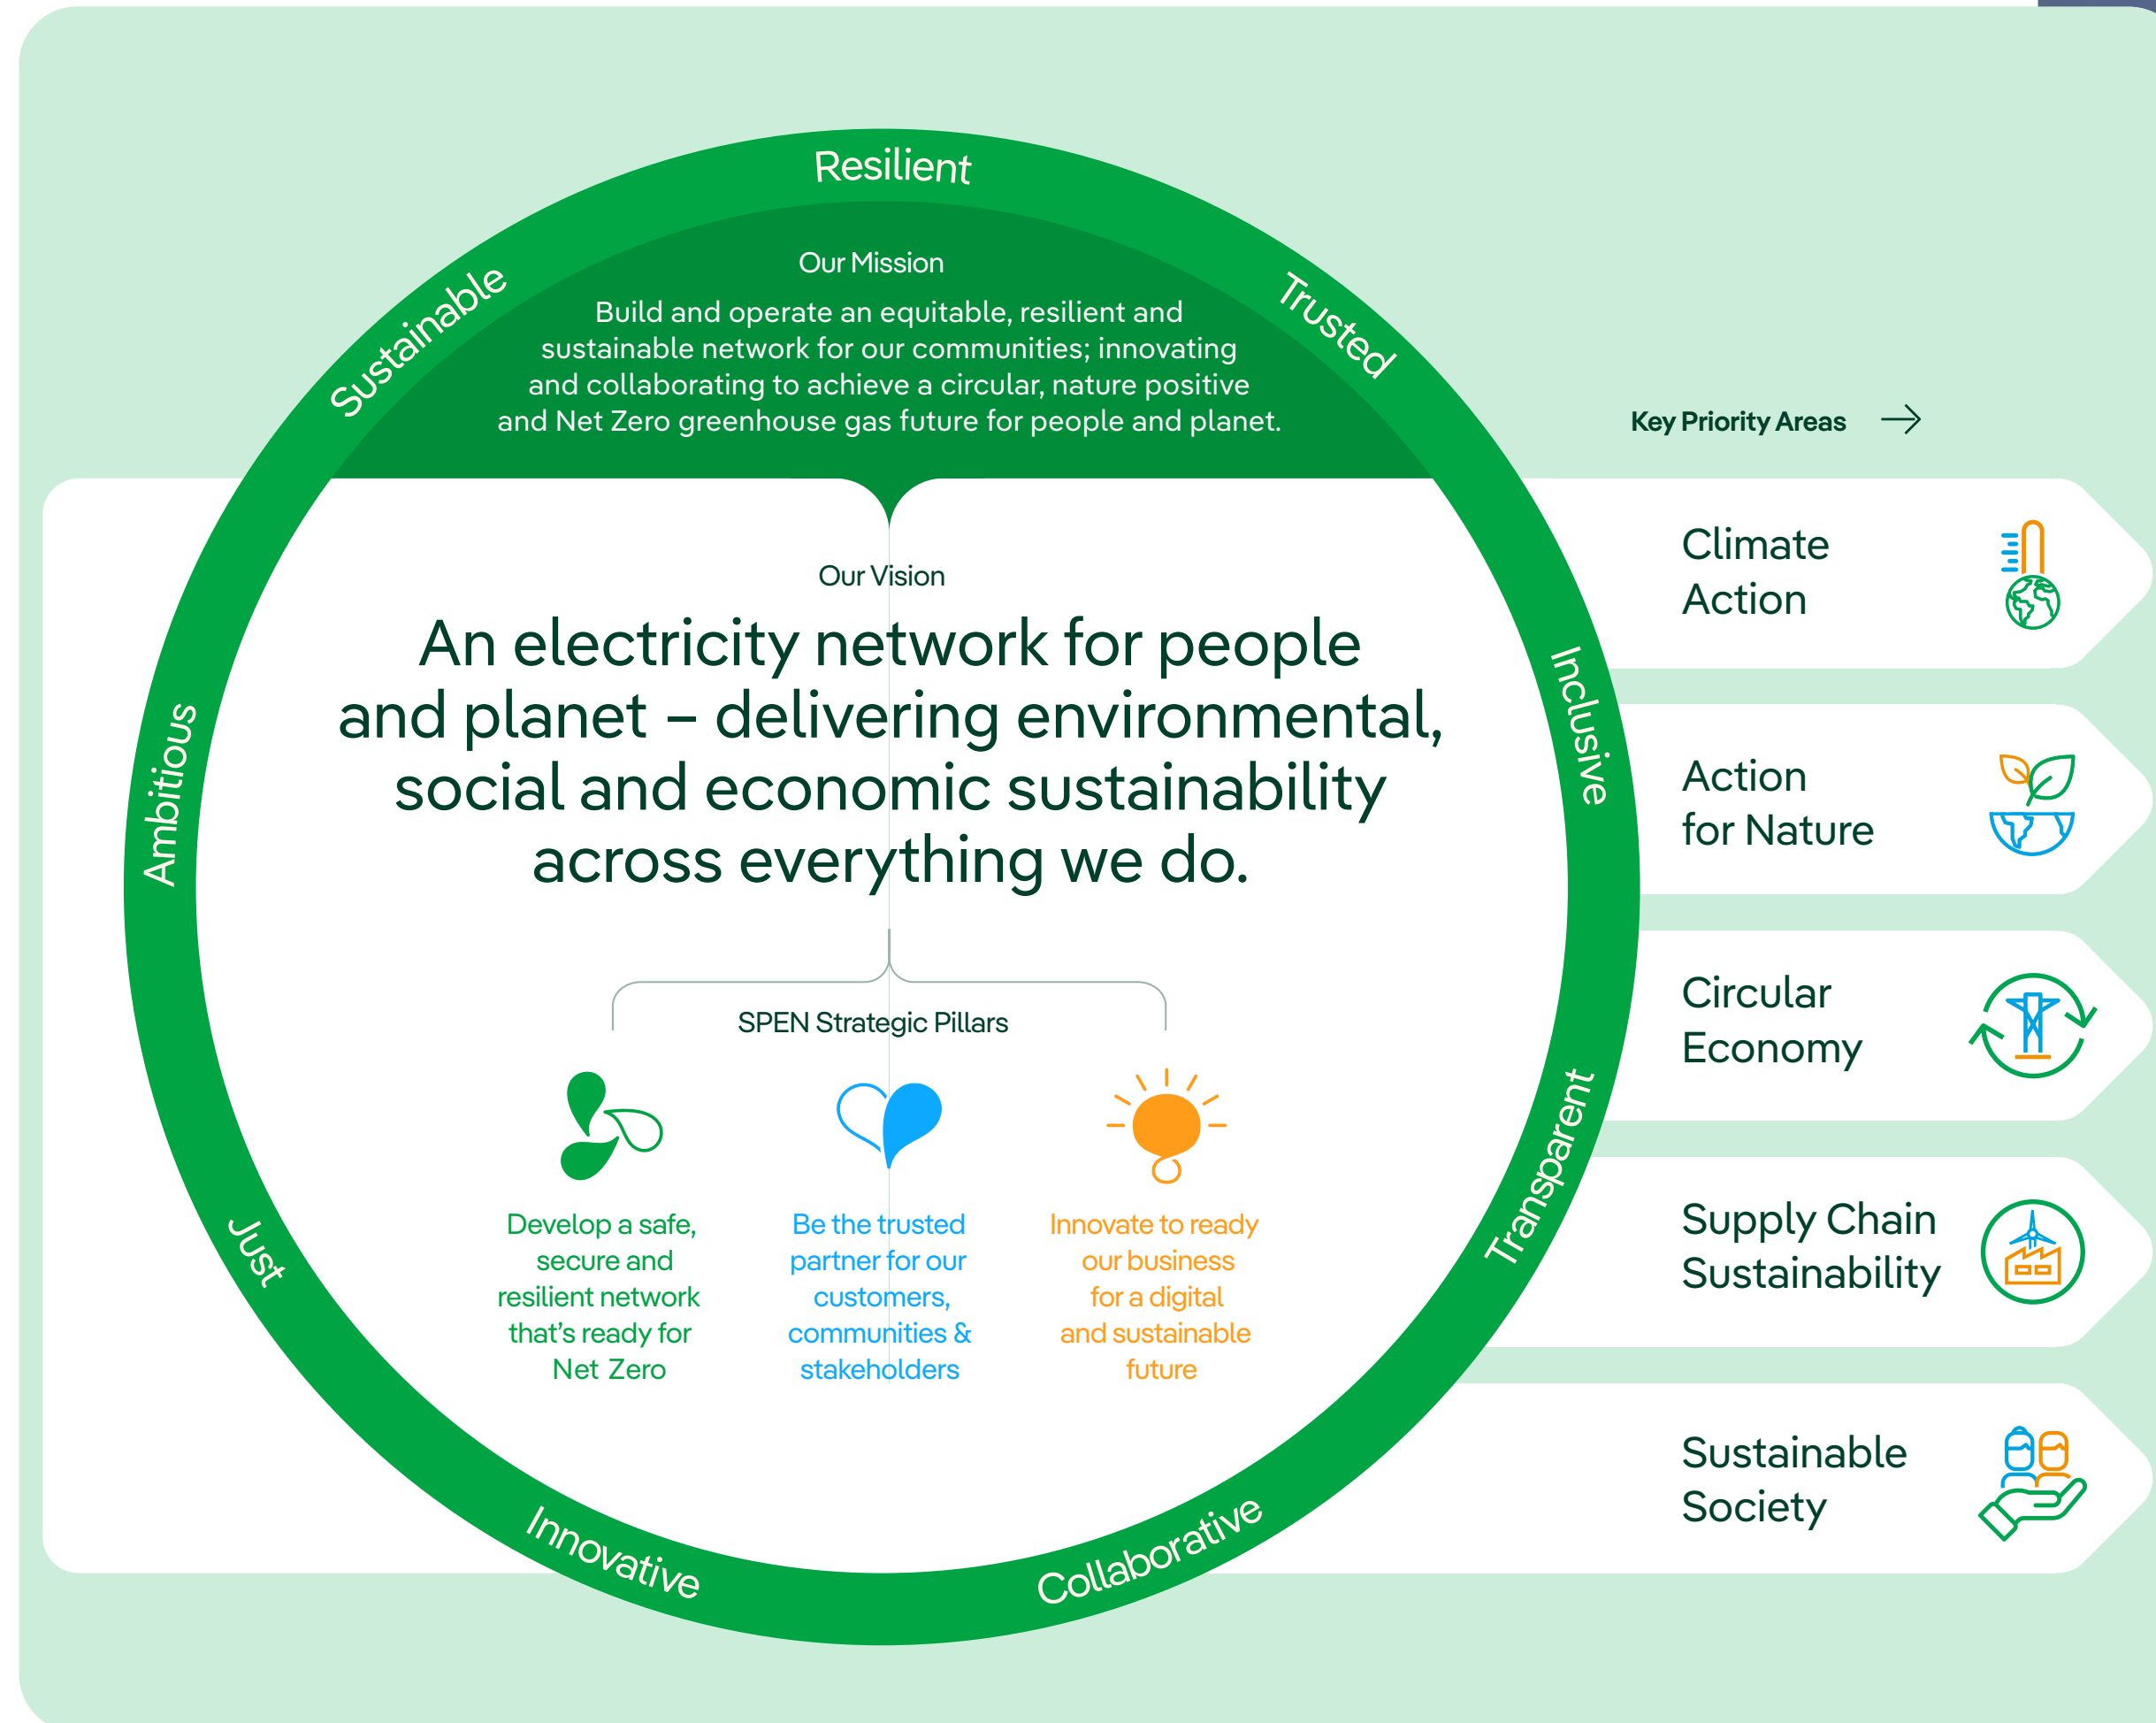 Resilient
Sustainable
Trusted
Ambitious
Inclusive
Just
Transparent
Innovative
Collaborative
Our Mission
Build and operate an equitable, resilient and
sustainable network for our communities; innovating
and collaborating to achieve a circular, nature positive
and Net Zero greenhouse gas future for people and planet.
Our Vision
An electricity network for people
and planet – delivering environmental,
social and economic sustainability
across everything we do.
SPEN Strategic Pillars
Develop a safe,
secure and
resilient network
that's ready for
Net Zero
Be the trusted
partner for our
customers,
communities &
stakeholders
Innovate to ready
our business
for a digital
and sustainable
future
Key Priority Areas
Climate
Action
Action
for Nature
Circular
Economy
Supply Chain
Sustainability
Sustainable
Society